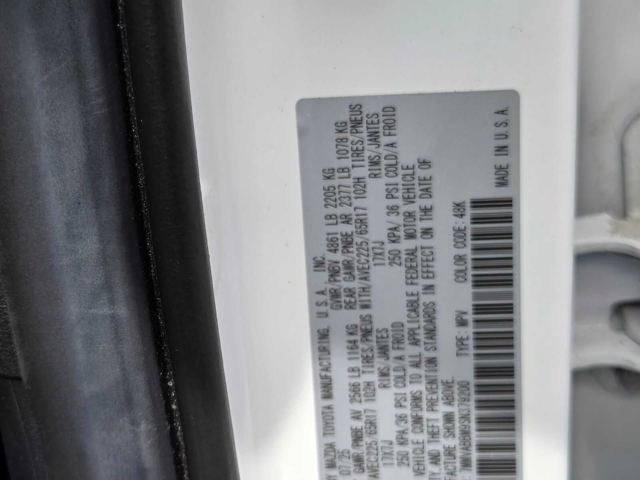 Y MAZDA TOYOTA MANUFACTURING, U.S.A., INC.
07/25 GVWR/PNBV 4861 LB 2205 KG
GAWR/PNBE AV 2566 LB 1164 KG REAR GAWR/PNBE AR 2377 LB 1078 KG
AVEC225/65R17 102H TIRES/PNEUS WITH/AVEC225/65R17 102H TIRES/PNEUS
17X7J RIMS/JANTES 17X7J RIMS/JANTES
250 KPA/36 PSI COLD/A FROID 250 KPA/ 36 PSI COLD/A FROID
VEHICLE CONFORMS TO ALL APPLICABLE FEDERAL MOTOR VEHICLE
AND THEFT PREVENTION STANDARDS IN EFFECT ON THE DATE OF
FACTURE SHOWN ABOVE.
TYPE: MPV COLOR CODE: 48K
MADE IN U.S.A.